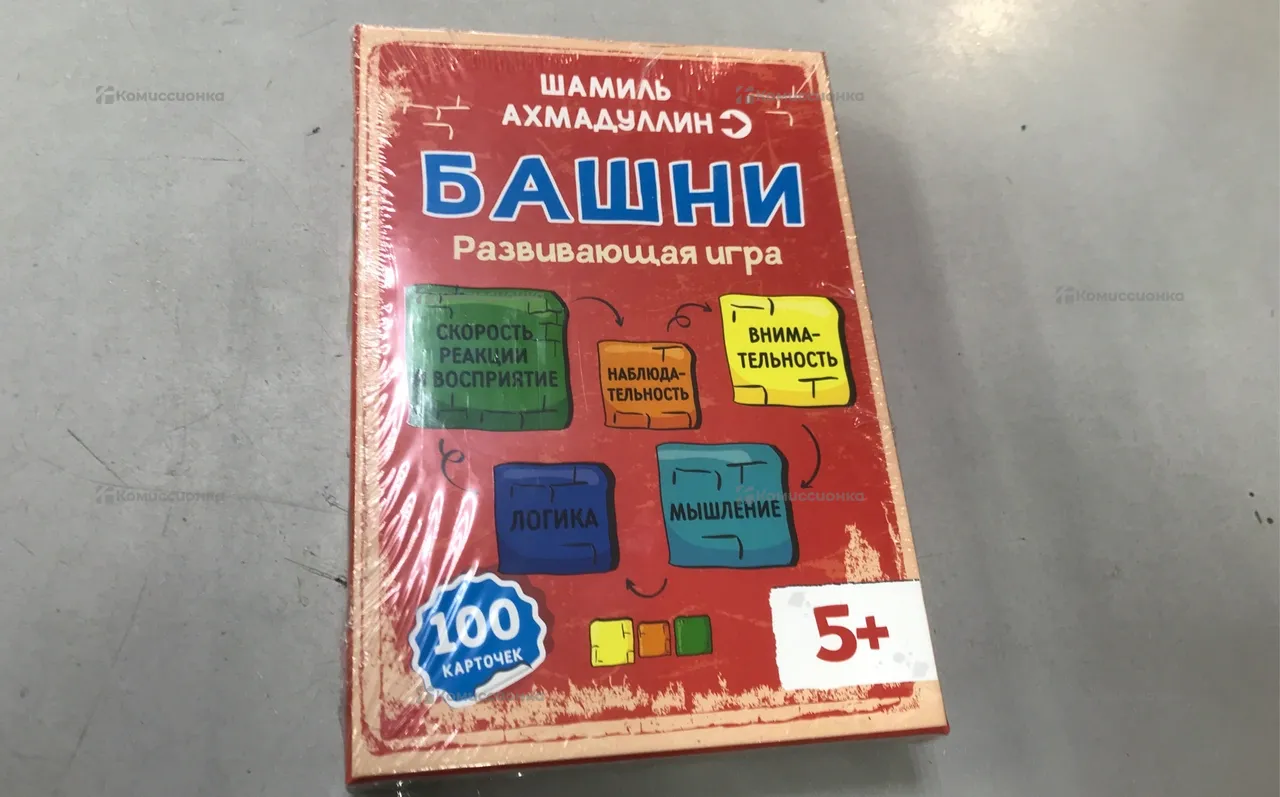 Комиссионка
Комиссионка
ШАМИЛЬ
АХМАДУЛЛИН
БАШНИ
Развивающая игра
СКОРОСТЬ
РЕАКЦИИ
И ВОСПРИЯТИЕ
НАБЛЮДА-
ТЕЛЬНОСТЬ
ВНИМА-
ТЕЛЬНОСТЬ
Комиссионка
ЛОГИКА
МЫШЛЕНИЕ
Комиссионка
Комиссионка
100
КАРТОЧЕК
5+
Комиссионка